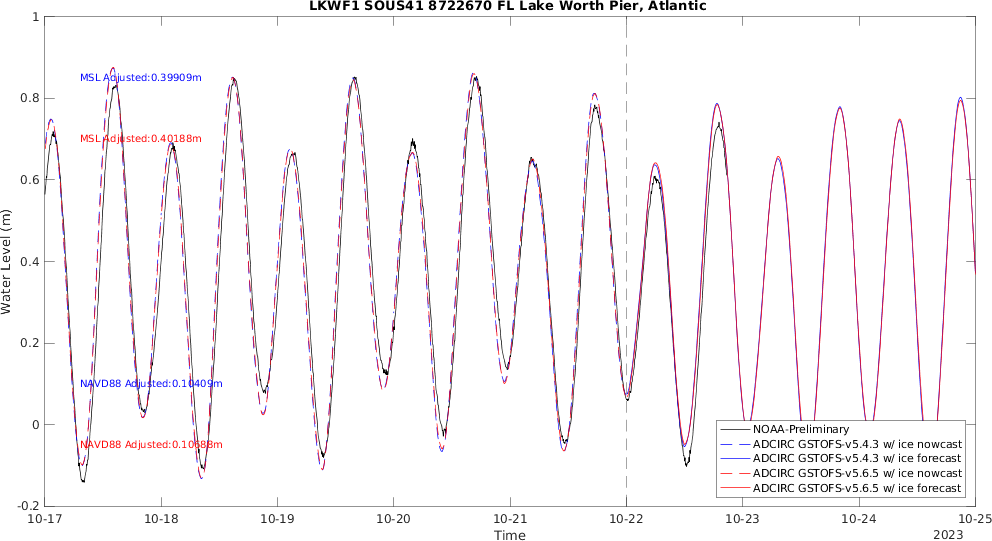 LKWF1 SOUS41 8722670 FL Lake Worth Pier, Atlantic
1
0.8
0.6
0.4
0.2
0
-0.2
Water Level (m)
MSL Adjusted:0.39909m
MSL Adjusted:0.40188m
NAVD88 Adjusted:0.10409m
NAVD88 Adjusted:0.10688m
NOAA-Preliminary
ADCIRC GSTOFS-v5.4.3 w/ ice nowcast
ADCIRC GSTOFS-v5.4.3 w/ ice forecast
ADCIRC GSTOFS-v5.6.5 w/ ice nowcast
ADCIRC GSTOFS-v5.6.5 w/ ice forecast
10-17 10-18 10-19 10-20 10-21 10-22 10-23 10-24 10-25
Time
2023